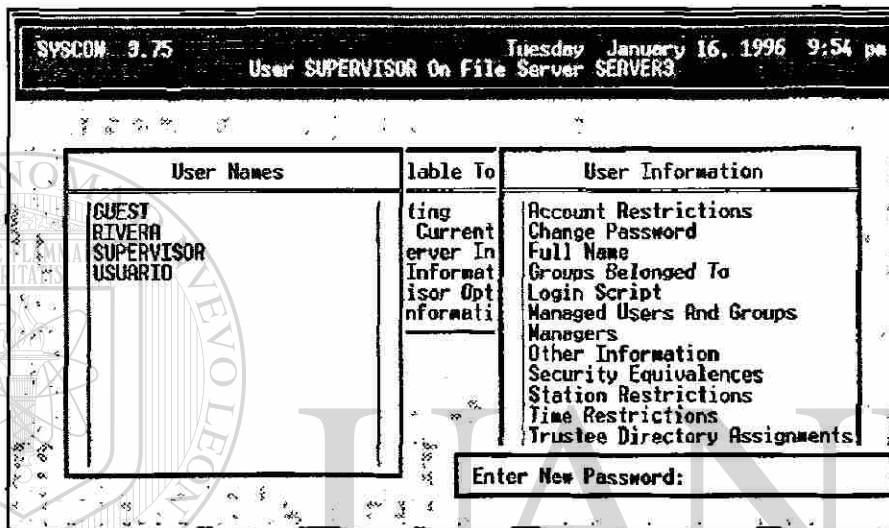 SYSCON 3.75 Tuesday January 16, 1996 9:54 pm
User SUPERVISOR On File Server SERVER3
User Names
GUEST
RIVERA
SUPERVISOR
USUARIO
lable To
ting
Current
erver In
Informat
isor Opt
nformati
User Information
Account Restrictions
Change Password
Full Name
Groups Belonged To
Login Script
Managed Users And Groups
Managers
Other Information
Security Equivalences
Station Restrictions
Time Restrictions
Trustee Directory Assignments
Enter New Password:
UANL